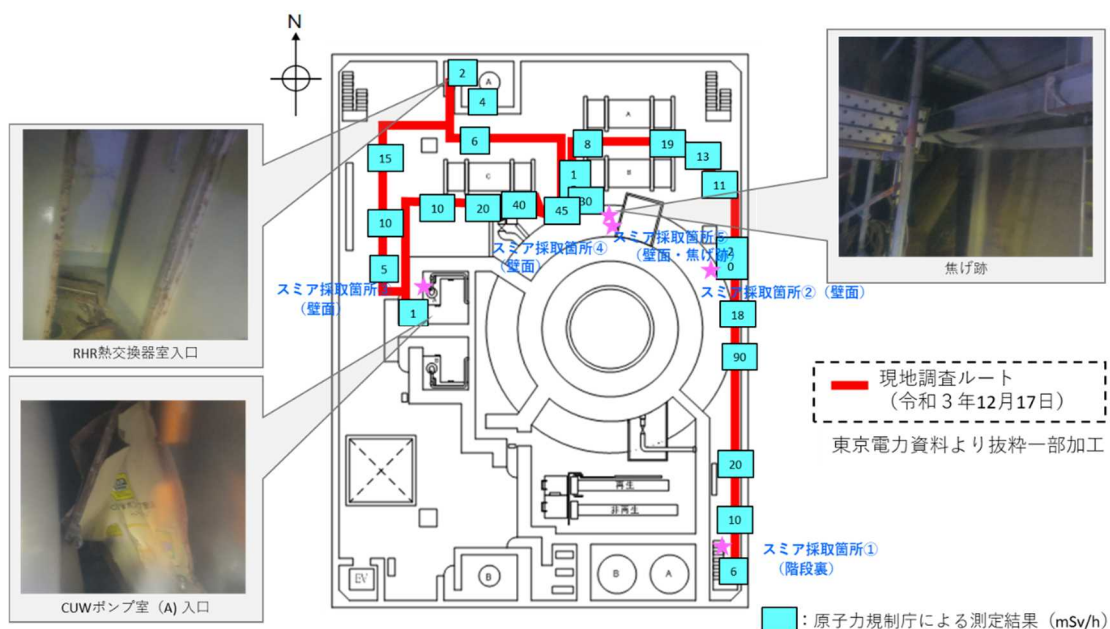 N
2
A
4
6
8
19
13
11
A
15
1
C
B
30
10
20
40
45
10
スミア採取箇所④
(壁面)
スミア採取箇所⑤
(壁面・焦げ跡)
2
0
5
スミア採取箇所
(壁面)
スミア採取箇所②(壁面)
1
18
90
20
再生
非再生
10
スミア採取箇所①
(階段裏)
6
EV
B
B
A
RHR熱交換器室入口
CUWポンプ室(A) 入口
焦げ跡
現地調査ルート
(令和3年12月17日)
東京電力資料より抜粋一部加工
:原子力規制庁による測定結果(mSv/h)